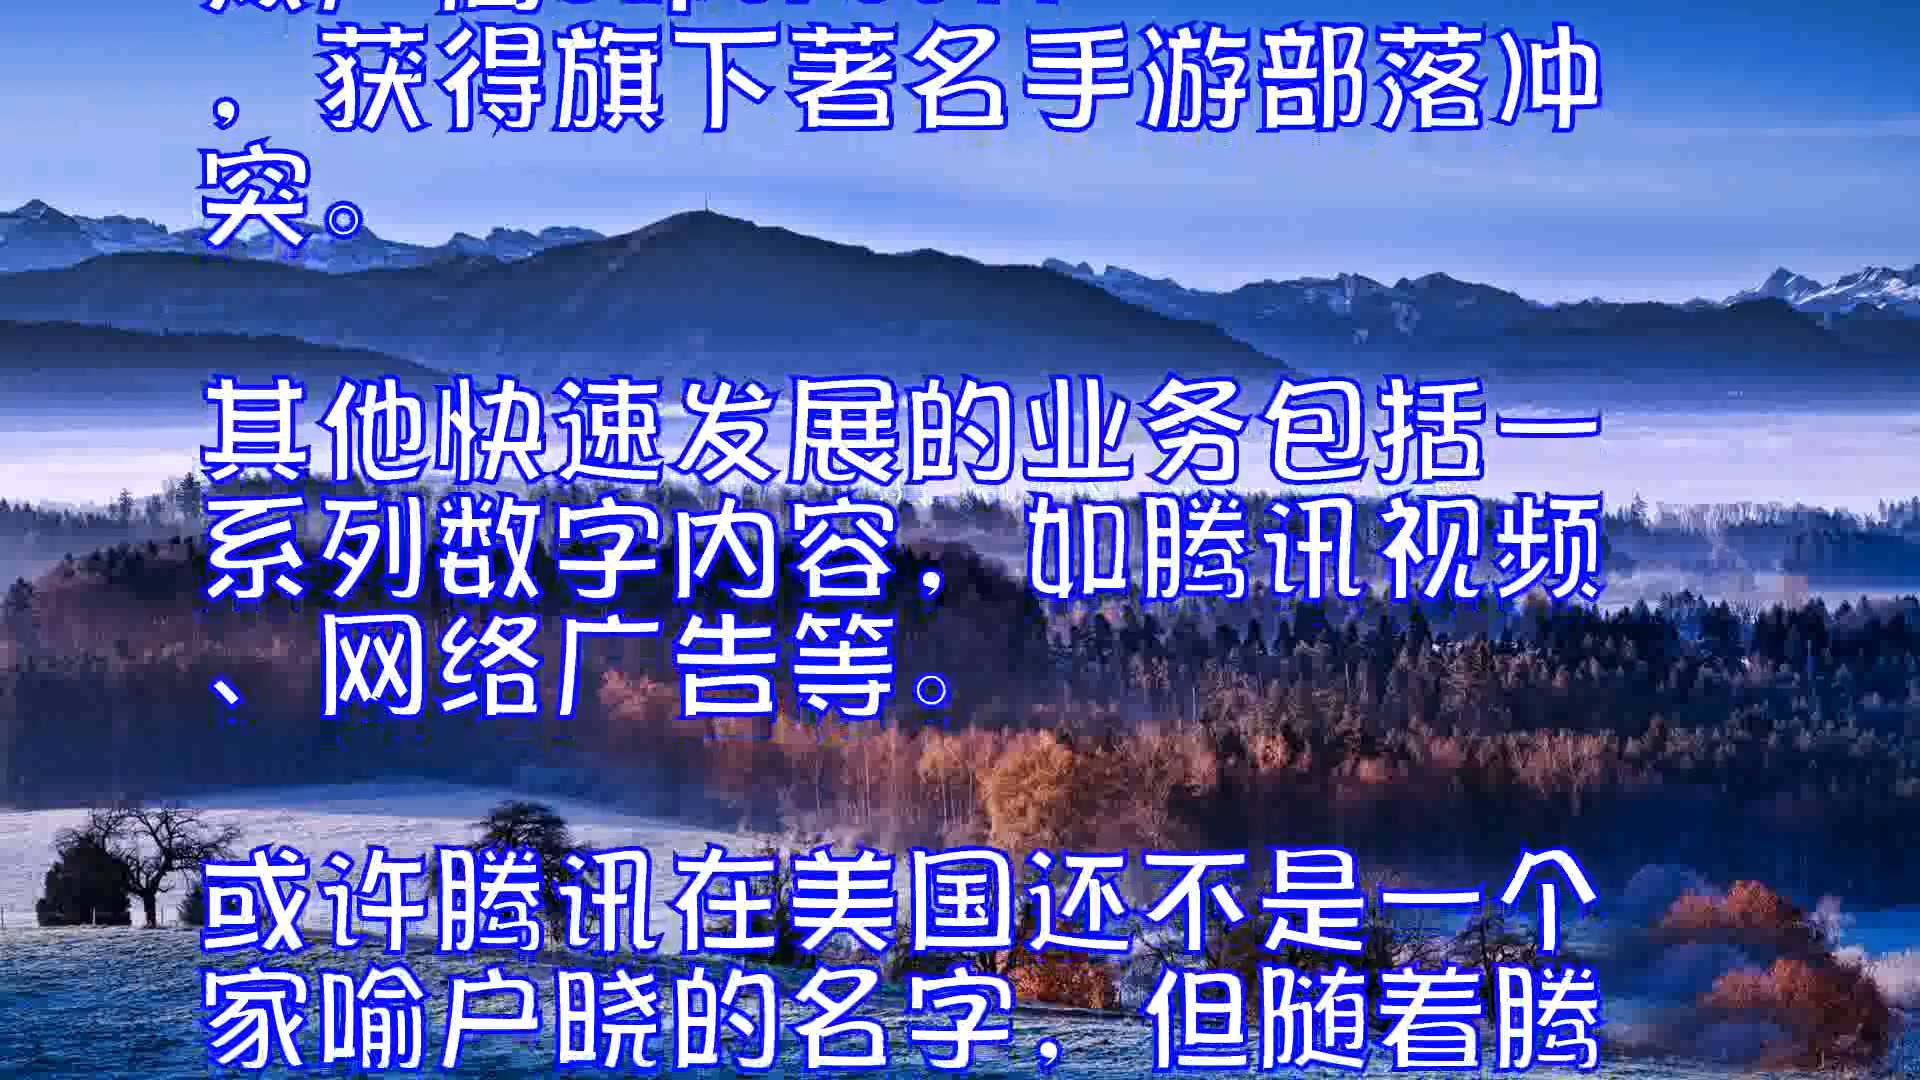 ，获得旗下著名手游部落冲
突。
其他快速发展的业务包括一
系列数字内容，如腾讯视频
、网络广告等。
或许腾讯在美国还不是一个
家喻户晓的名字，但随着腾